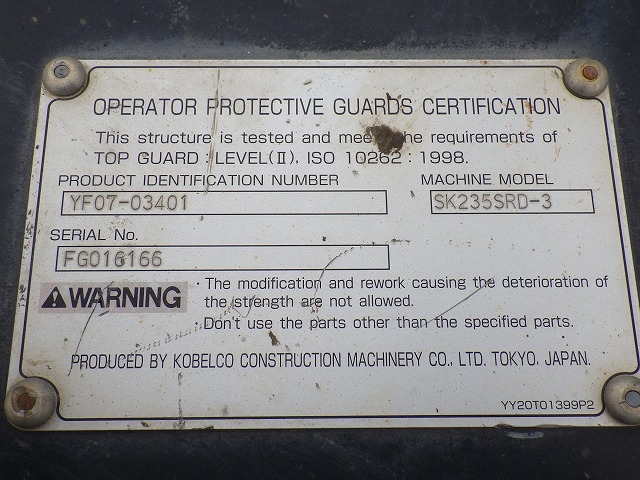 OPERATOR PROTECTIVE GUARDS CERTIFICATION
This structure is tested and the requirements of
TOP GUARD : LEVEL(II), ISO 10262 : 1998.
PRODUCT IDENTIFICATION NUMBER MACHINE MODEL
YF07-03401 SK235SRD-3
SERIAL No.
FG016166
WARNING
· The modification and rework causing the deterioration of
the strength are not allowed.
· Don't use the parts other than the specified parts.
PRODUCED BY KOBELCO CONSTRUCTION MACHINERY CO., LTD. TOKYO, JAPAN.
YY20T01399P2